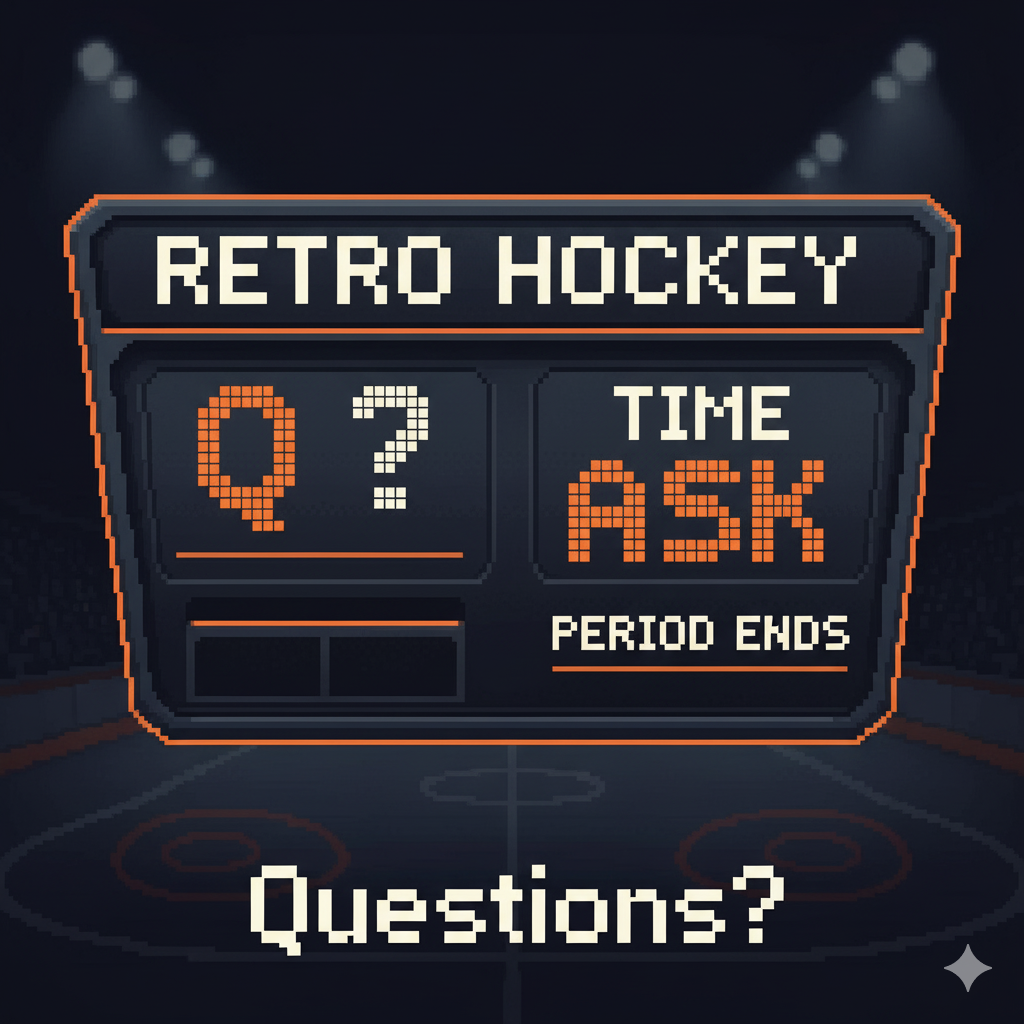 RETRO HOCKEY
Q ?
TIME
ASK
PERIOD ENDS
Questions?